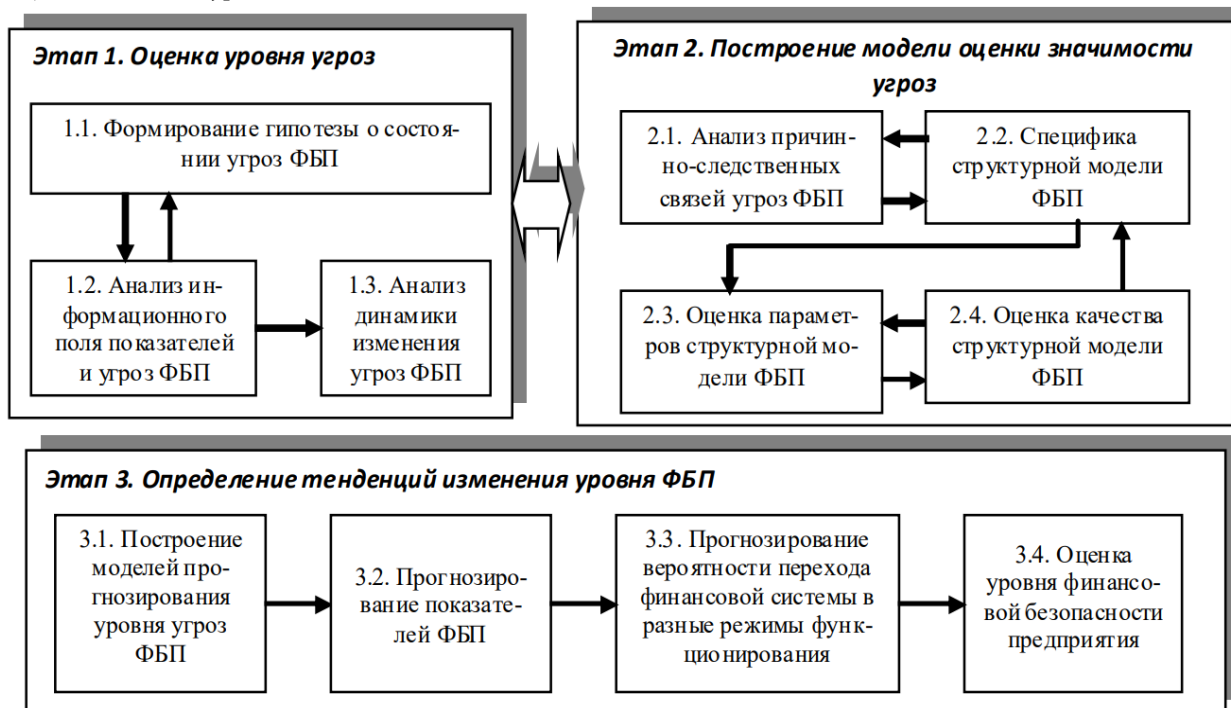 Этап 1. Оценка уровня угроз
1.1. Формирование гипотезы о состоя-
нии угроз ФБП
1.2. Анализ ин-
формационного
поля показателей
и угроз ФБП
1.3. Анализ
динамики
изменения
угроз ФБП
Этап 2. Построение модели оценки значимости
угроз
2.1. Анализ причин-
но-следственных
связей угроз ФБП
2.2. Специфика
структурной модели
ФБП
2.3. Оценка парамет-
ров структурной мо-
дели ФБП
2.4. Оценка качества
структурной модели
ФБП
Этап 3. Определение тенденций изменения уровня ФБП
3.1. Построение
моделей про-
гнозирования
уровня угроз
ФБП
3.2. Прогнозиро-
вание показате-
лей ФБП
3.3. Прогнозирование
вероятности перехода
финансовой системы в
разные режимы функ-
ционирования
3.4. Оценка
уровня финансо-
вой безопасности
предприятия